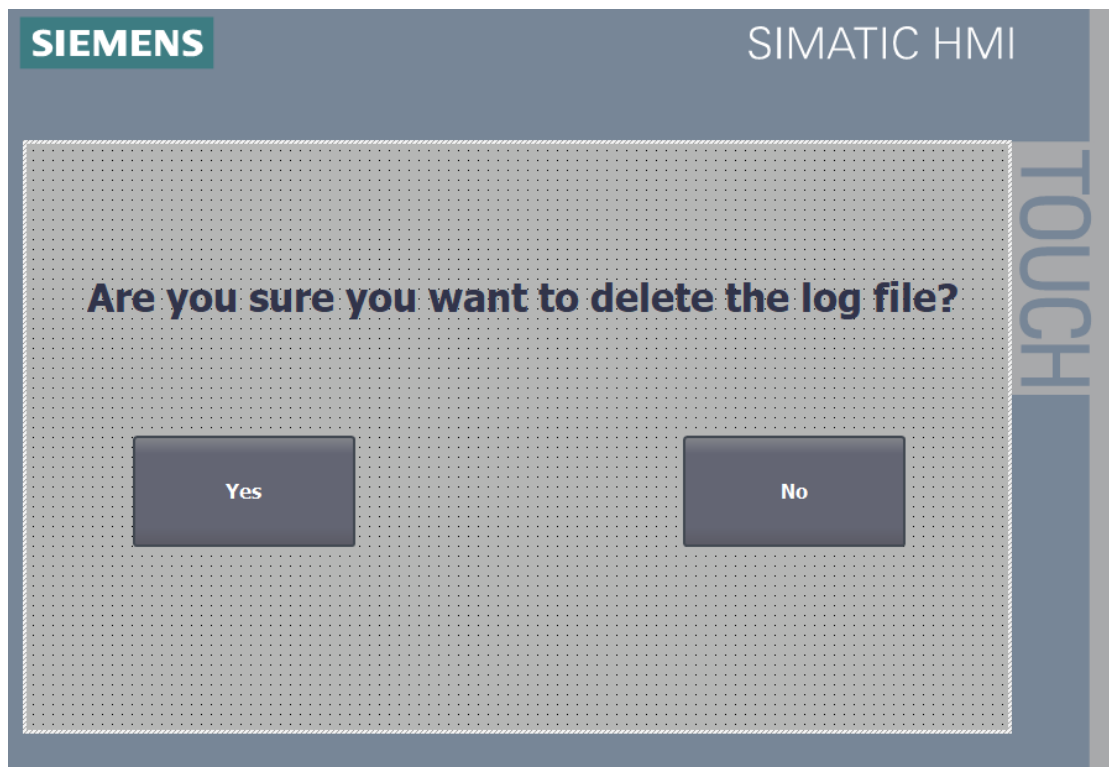 SIEMENS
SIMATIC HMI
TOUCH
Are you sure you want to delete the log file?
Yes
No